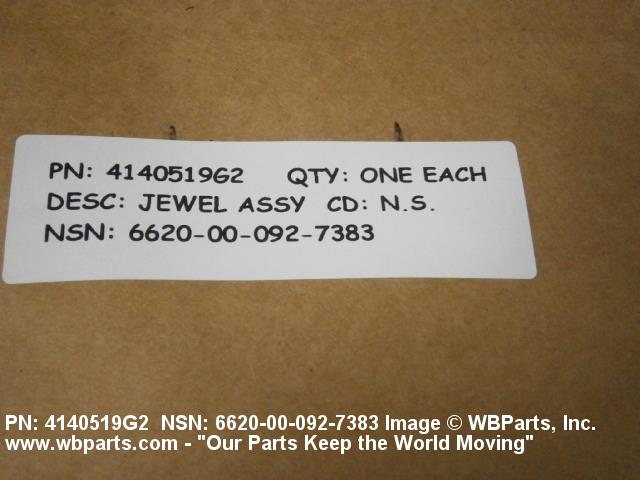 PN: 4140519G2 QTY: ONE EACH
DESC: JEWEL ASSY CD: N.S.
NSN: 6620-00-092-7383
PN: 4140519G2 NSN: 6620-00-092-7383 Image © WBParts, Inc.
www.wbparts.com - "Our Parts Keep the World Moving"